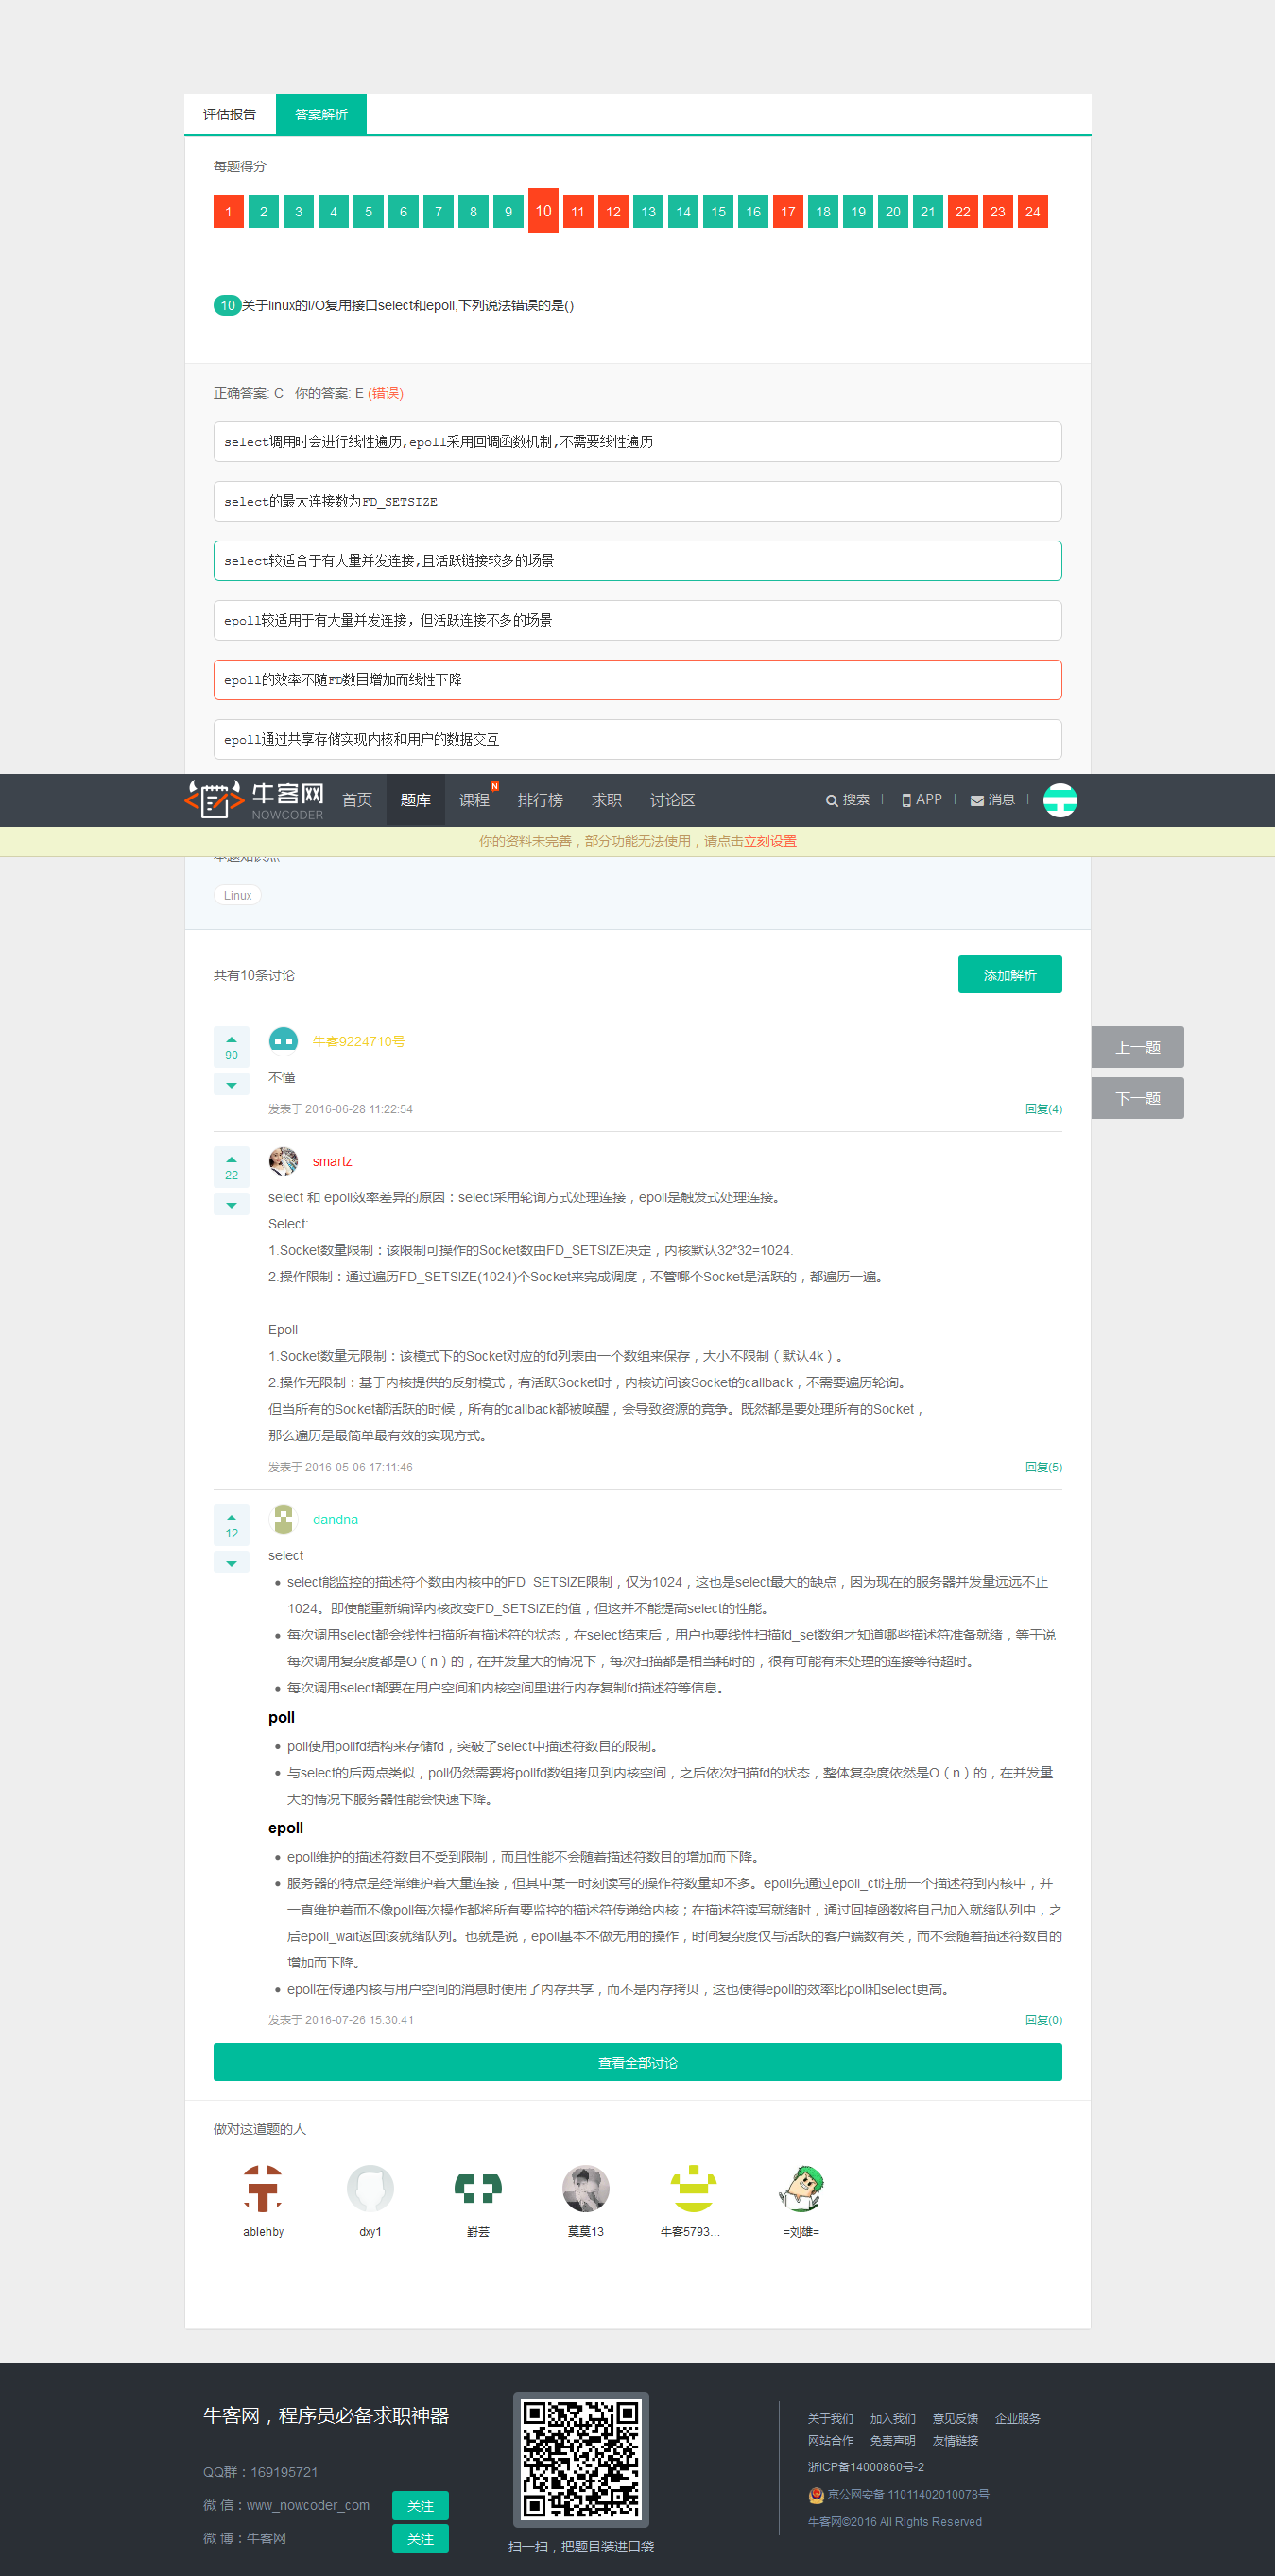 评估报告 答案解析
每题得分
1 2 3 4 5 6 7 8 9 10 11 12 13 14 15 16 17 18 19 20 21 22 23 24
10 关于linux的I/O复用接口select和epoll,下列说法错误的是()
正确答案: C 你的答案: E (错误)
select调用时会进行线性遍历,epoll采用回调函数机制,不需要线性遍历
select的最大连接数为FD_SETSIZE
select较适合于有大量并发连接,且活跃链接较多的场景
epoll较适用于有大量并发连接，但活跃连接不多的场景
epoll的效率不随FD数目增加而线性下降
epoll通过共享存储实现内核和用户的数据交互
牛客网 NOWCODER 首页 题库 课程 N 排行榜 求职 讨论区 搜索 APP 消息
你的资料未完善，部分功能无法使用，请点击立刻设置
本题知识点
Linux
共有10条讨论 添加解析
90 牛客9224710号
不懂
发表于 2016-06-28 11:22:54 回复(4)
上一题
下一题
22 smartz
select 和 epoll效率差异的原因：select采用轮询方式处理连接，epoll是触发式处理连接。
Select:
1.Socket数量限制：该限制可操作的Socket数由FD_SETSIZE决定，内核默认32*32=1024.
2.操作限制：通过遍历FD_SETSIZE(1024)个Socket来完成调度，不管哪个Socket是活跃的，都遍历一遍。
Epoll
1.Socket数量无限制：该模式下的Socket对应的fd列表由一个数组来保存，大小不限制（默认4k）。
2.操作无限制：基于内核提供的反射模式，有活跃Socket时，内核访问该Socket的callback，不需要遍历轮询。
但当所有的Socket都活跃的时候，所有的callback都被唤醒，会导致资源的竞争。既然都是要处理所有的Socket，
那么遍历是最简单最有效的实现方式。
发表于 2016-05-06 17:11:46 回复(5)
12 dandna
select
• select能监控的描述符个数由内核中的FD_SETSIZE限制，仅为1024，这也是select最大的缺点，因为现在的服务器并发量远远不止
1024。即使能重新编译内核改变FD_SETSIZE的值，但这并不能提高select的性能。
• 每次调用select都会线性扫描所有描述符的状态，在select结束后，用户也要线性扫描fd_set数组才知道哪些描述符准备就绪，等于说
每次调用复杂度都是O（n）的，在并发量大的情况下，每次扫描都是相当耗时的，很有可能有未处理的连接等待超时。
• 每次调用select都要在用户空间和内核空间里进行内存复制fd描述符等信息。
poll
• poll使用pollfd结构来存储fd，突破了select中描述符数目的限制。
• 与select的后两点类似，poll仍然需要将pollfd数组拷贝到内核空间，之后依次扫描fd的状态，整体复杂度依然是O（n）的，在并发量
大的情况下服务器性能会快速下降。
epoll
• epoll维护的描述符数目不受到限制，而且性能不会随着描述符数目的增加而下降。
• 服务器的特点是经常维护着大量连接，但其中某一时刻读写的操作符数量却不多。epoll先通过epoll_ctl注册一个描述符到内核中，并
一直维护着而不像poll每次操作都将所有要监控的描述符传递给内核；在描述符读写就绪时，通过回掉函数将自己加入就绪队列中，之
后epoll_wait返回该就绪队列。也就是说，epoll基本不做无用的操作，时间复杂度仅与活跃的客户端数有关，而不会随着描述符数目的
增加而下降。
• epoll在传递内核与用户空间的消息时使用了内存共享，而不是内存拷贝，这也使得epoll的效率比poll和select更高。
发表于 2016-07-26 15:30:41 回复(0)
查看全部讨论
做对这道题的人
ablehby dxy1 莫莫13 牛客5793... =刘雄=
牛客网，程序员必备求职神器
QQ群：169195721
微 信：www_nowcoder_com 关注
微 博：牛客网 关注
扫一扫，把题目装进口袋
关于我们 加入我们 意见反馈 企业服务
网站合作 免责声明 友情链接
浙ICP备14000860号-2
京公网安备 11011402010078号
牛客网©2016 All Rights Reserved